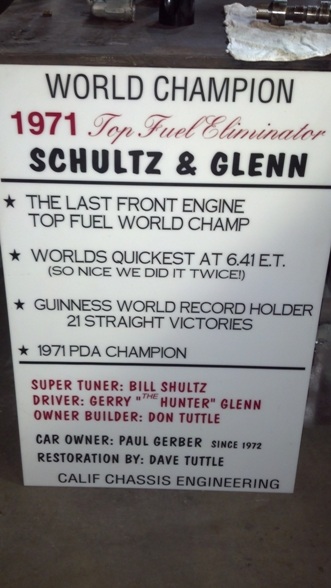 WORLD CHAMPION
1971 Top Fuel Eliminator
SCHULTZ & GLENN
★ THE LAST FRONT ENGINE
TOP FUEL WORLD CHAMP
★ WORLDS QUICKEST AT 6.41 E.T.
(SO NICE WE DID IT TWICE!)
★ GUINNESS WORLD RECORD HOLDER
21 STRAIGHT VICTORIES
★ 1971 PDA CHAMPION
SUPER TUNER: BILL SHULTZ
DRIVER: GERRY "THE HUNTER" GLENN
OWNER BUILDER: DON TUTTLE
CAR OWNER: PAUL GERBER SINCE 1972
RESTORATION BY: DAVE TUTTLE
CALIF CHASSIS ENGINEERING